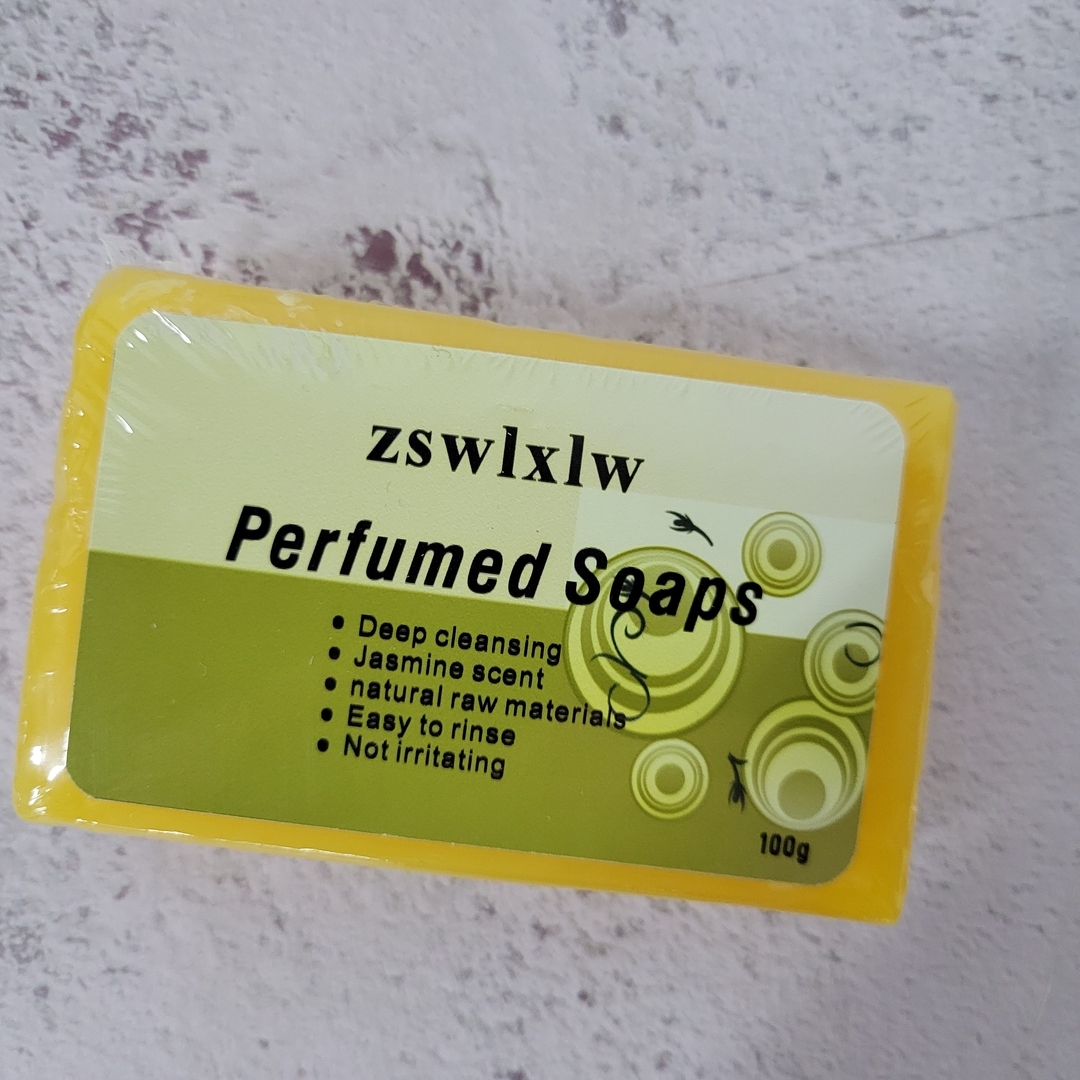 zswlxlw
Perfumed Soaps
• Deep cleansing
• Jasmine scent
• natural raw materials
• Easy to rinse
• Not irritating
100g